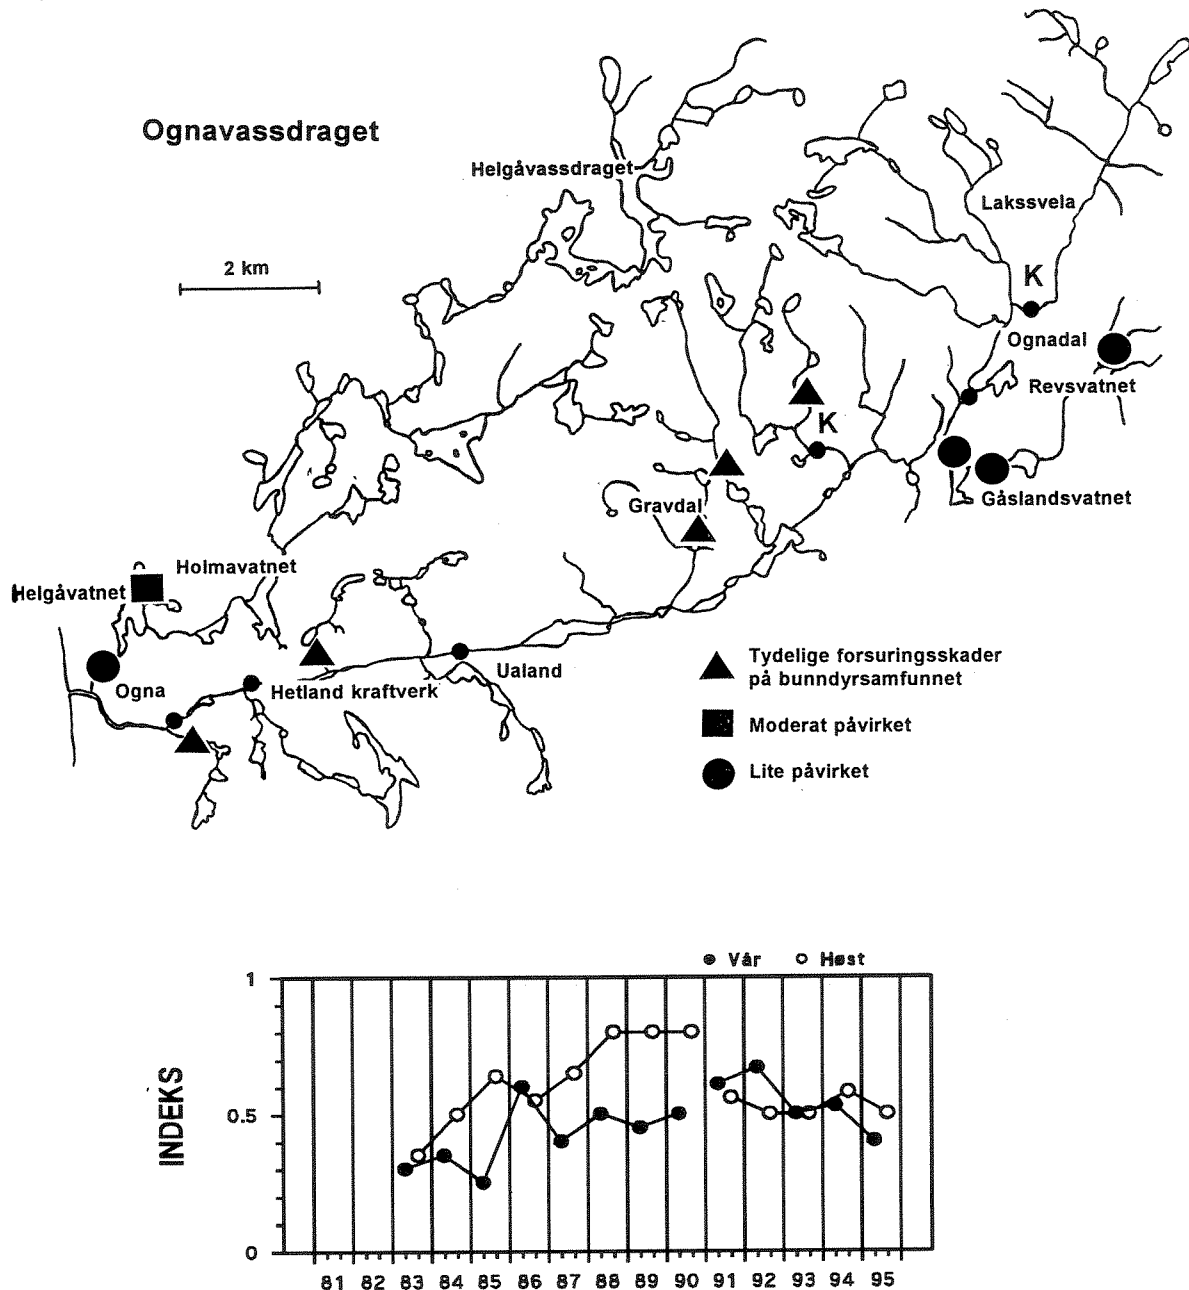 Ognavassdraget
Helgåvassdraget
Lakssvela
2 km
K
Ognadal
Revsvatnet
K
Gåslandsvatnet
Gravdal
Holmavatnet
Helgåvatnet
Ogna
Hetland kraftverk
Ualand
Tydelige forsuringsskader
på bunndyrsamfunnet
Moderat påvirket
Lite påvirket
Vår Høst
1
0.5
0
INDEKS
81 82 83 84 85 86 87 88 89 90 91 92 93 94 95